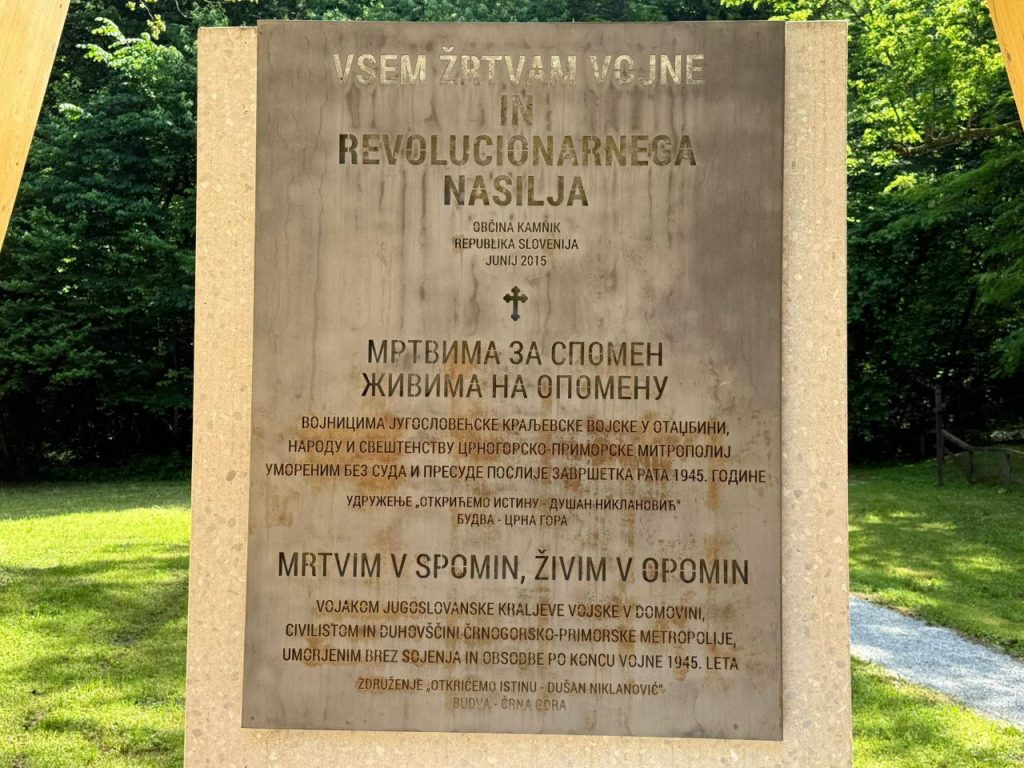 VSEM ŽRTVAM VOJNE
IN
REVOLUCIONARNEGA
NASILJA
OBČINA KAMNIK
REPUBLIKA SLOVENIJA
JUNIJ 2015
МРТВИМА ЗА СПОМЕН
ЖИВИМА НА ОПОМЕНУ
ВОЈНИЦИМА ЈУГОСЛОВЕЋСКЕ КРАЉЕВСКЕ ВОЈСКЕ У ОТАЏБИНИ,
НАРОДУ И СВЕШТЕНСТВУ ЦРНОГОРСКО-ПРИМОРСКЕ МИТРОПОЛИЈ
УМОРЕНИМ БЕЗ СУДА И ПРЕСУДЕ ПОСЛИЈЕ ЗАВРШЕТКА РАТА 1945. ГОДИНЕ
УДРУЖЕЊЕ „ОТКРИЋЕМО ИСТИНУ - ДУШАН НИКЛАНОВИЋ"
БУДВА - ЦРНА ГОРА
MRTVIM V SPOMIN, ŽIVIM V OPOMIN
VOJAKOM JUGOSLOVANSKE KRALJEVE VOJSKE V DOMOVINI,
CIVILISTOM IN DUHOVŠČINI ČRNOGORSKO-PRIMORSKE METROPOLIJE,
UMORJENIM BREZ SOJENJA IN OBSODBE PO KONCU VOJNE 1945. LETA
ZDRUŽENJE „OTKRIĆEMO ISTINU - DUŠAN NIKLANOVIĆ"
BUDVA - ČRNA GORA